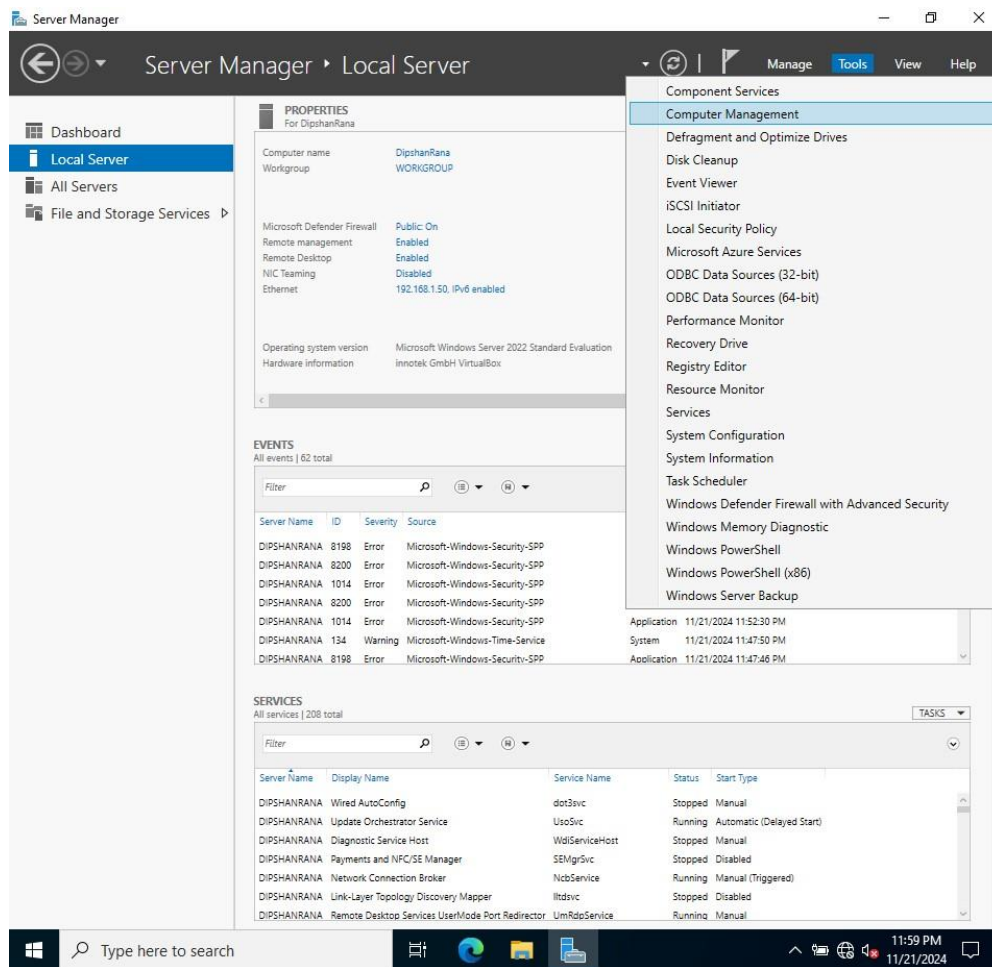 Server Manager
Server Manager ‣ Local Server
Manage Tools View Help
Dashboard
Local Server
All Servers
File and Storage Services
PROPERTIES
For DipshanRana
Computer name DipshanRana
Workgroup WORKGROUP
Microsoft Defender Firewall Public: On
Remote management Enabled
Remote Desktop Enabled
NIC Teaming Disabled
Ethernet 192.168.1.50, IPv6 enabled
Operating system version Microsoft Windows Server 2022 Standard Evaluation
Hardware information innotek GmbH VirtualBox
Component Services
Computer Management
Defragment and Optimize Drives
Disk Cleanup
Event Viewer
iSCSI Initiator
Local Security Policy
Microsoft Azure Services
ODBC Data Sources (32-bit)
ODBC Data Sources (64-bit)
Performance Monitor
Recovery Drive
Registry Editor
Resource Monitor
Services
System Configuration
System Information
Task Scheduler
Windows Defender Firewall with Advanced Security
Windows Memory Diagnostic
Windows PowerShell
Windows PowerShell (x86)
Windows Server Backup
EVENTS
All events | 62 total
Filter
Server Name ID Severity Source
DIPSHANRANA 8198 Error Microsoft-Windows-Security-SPP
DIPSHANRANA 8200 Error Microsoft-Windows-Security-SPP
DIPSHANRANA 1014 Error Microsoft-Windows-Security-SPP
DIPSHANRANA 8200 Error Microsoft-Windows-Security-SPP
DIPSHANRANA 1014 Error Microsoft-Windows-Security-SPP Application 11/21/2024 11:52:30 PM
DIPSHANRANA 134 Warning Microsoft-Windows-Time-Service System 11/21/2024 11:47:50 PM
DIPSHANRANA 8198 Error Microsoft-Windows-Security-SPP Application 11/21/2024 11:47:46 PM
SERVICES
All services | 208 total
TASKS
Filter
Server Name Display Name Service Name Status Start Type
DIPSHANRANA Wired AutoConfig dot3svc Stopped Manual
DIPSHANRANA Update Orchestrator Service UsoSvc Running Automatic (Delayed Start)
DIPSHANRANA Diagnostic Service Host WdiServiceHost Stopped Manual
DIPSHANRANA Payments and NFC/SE Manager SEMgrSvc Stopped Disabled
DIPSHANRANA Network Connection Broker NcbService Running Manual (Triggered)
DIPSHANRANA Link-Layer Topology Discovery Mapper lltdsvc Stopped Disabled
DIPSHANRANA Remote Desktop Services UserMode Port Redirector UmRdpService Running Manual
Type here to search
11:59 PM
11/21/2024